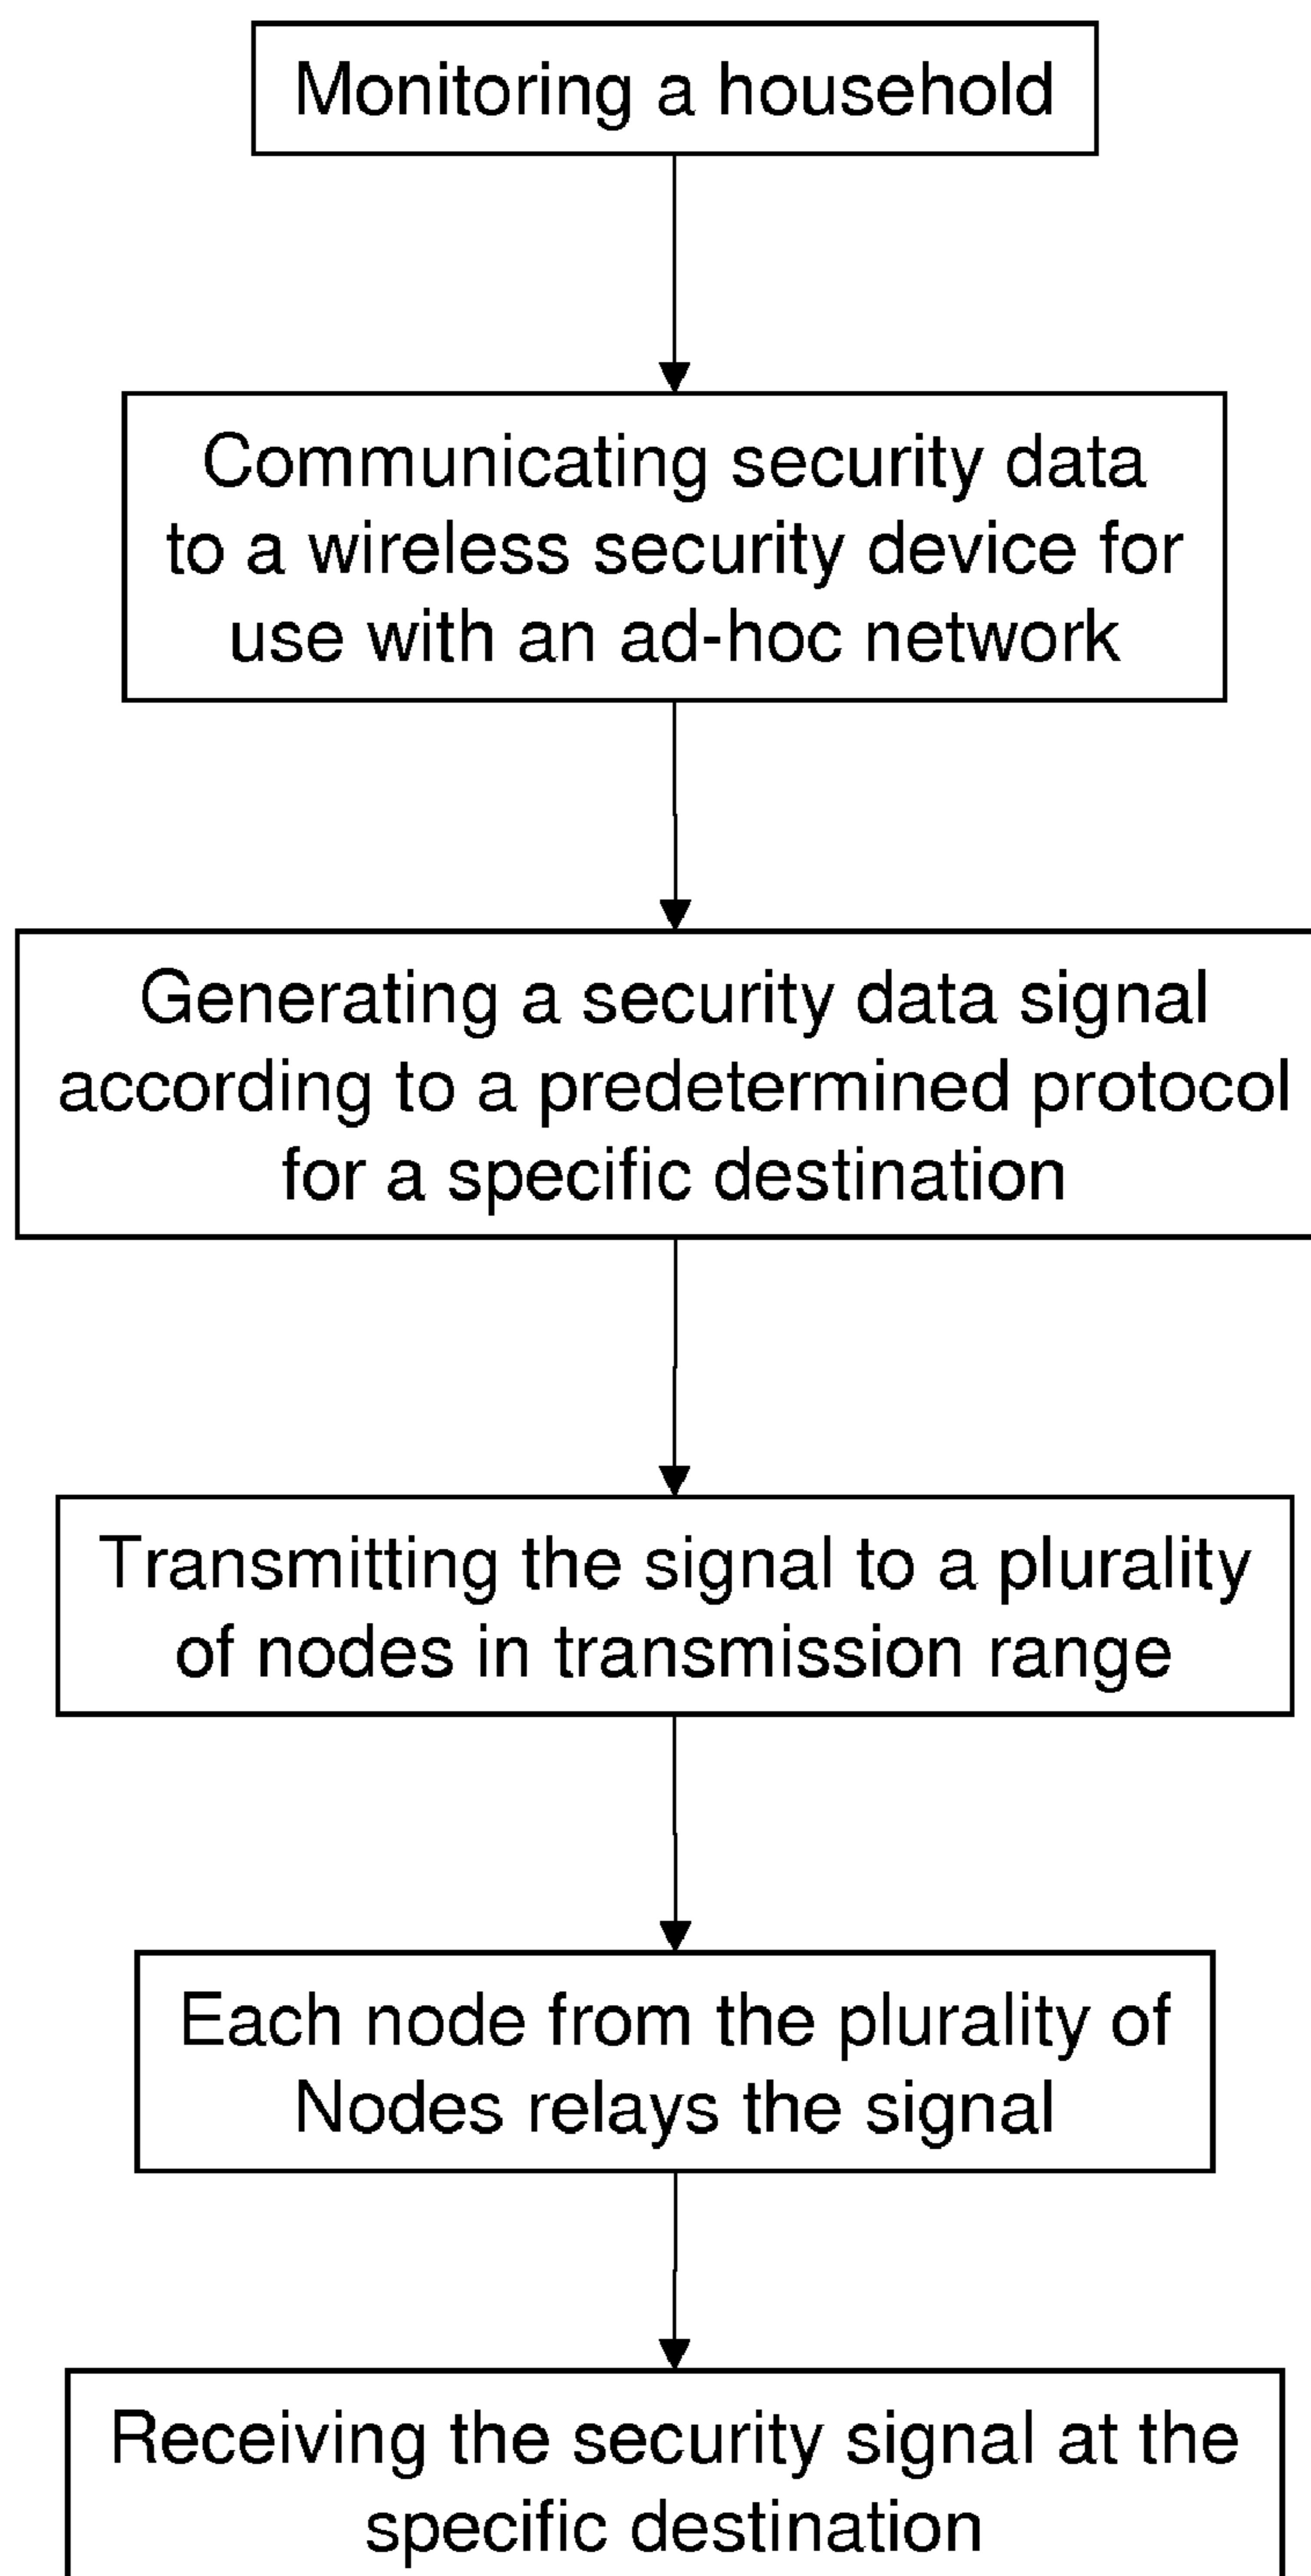 Monitoring a household
Communicating security data
to a wireless security device for
use with an ad-hoc network
Generating a security data signal
according to a predetermined protocol
for a specific destination
Transmitting the signal to a plurality
of nodes in transmission range
Each node from the plurality of
Nodes relays the signal
Receiving the security signal at the
specific destination